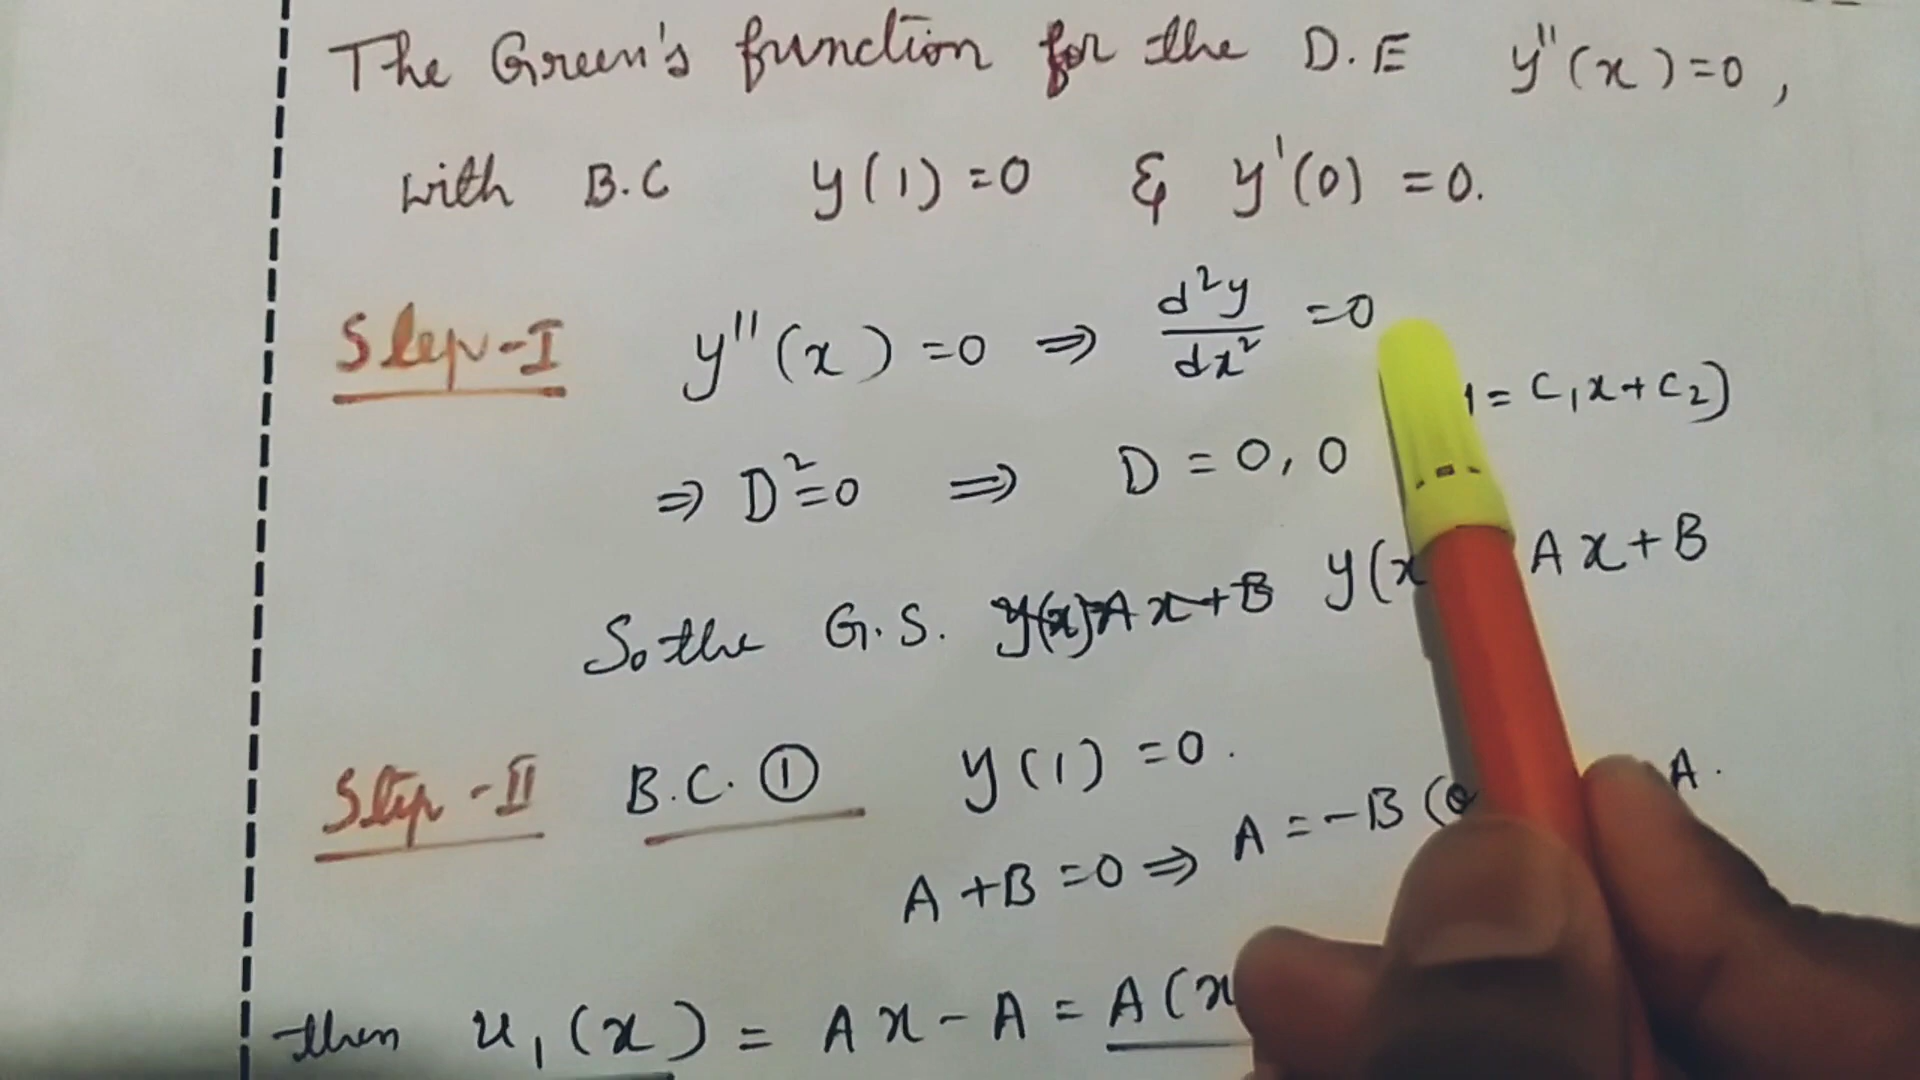 The Green's function for the D.E y''(x)=0,
with B.C y(1)=0 & y'(0)=0.
Step-I y''(x)=0 ⇒ d²y/dx² =0
= C₁x+C₂)
⇒ D²=0 ⇒ D=0,0
So the G.S. y(x)=Ax+B y(x Ax+B
Step-II B.C. ① y(1)=0.
A+B=0 ⇒ A=-B ( A.
then u₁(x) = Ax-A = A(x